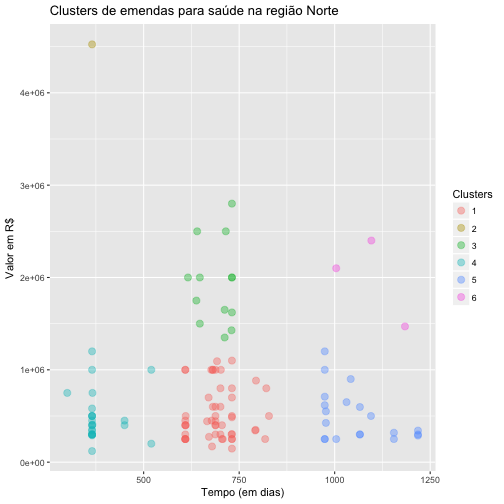 Clusters de emendas para saúde na região Norte
Valor em R$
4e+06
3e+06
2e+06
1e+06
0e+00
500
750
1000
1250
Tempo (em dias)
Clusters
1
2
3
4
5
6